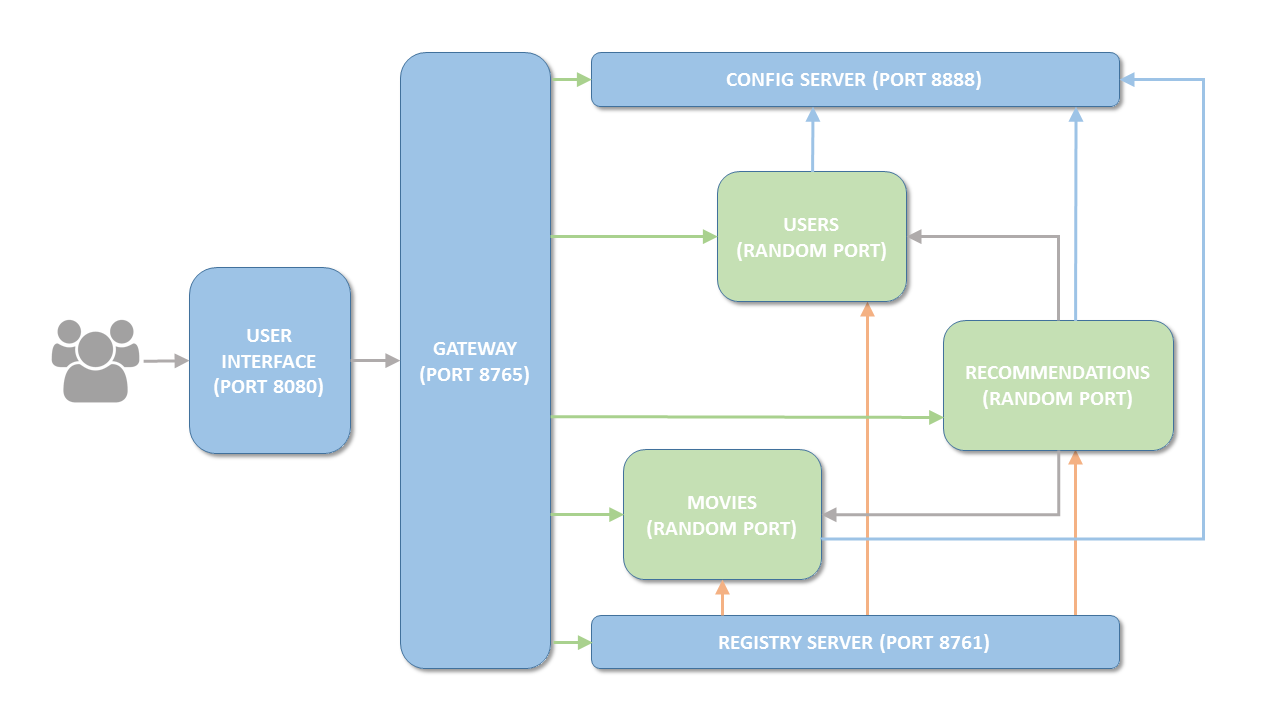 CONFIG SERVER (PORT 8888)
USERS
(RANDOM PORT)
USER
INTERFACE
(PORT 8080)
GATEWAY
(PORT 8765)
RECOMMENDATIONS
(RANDOM PORT)
MOVIES
(RANDOM PORT)
REGISTRY SERVER (PORT 8761)